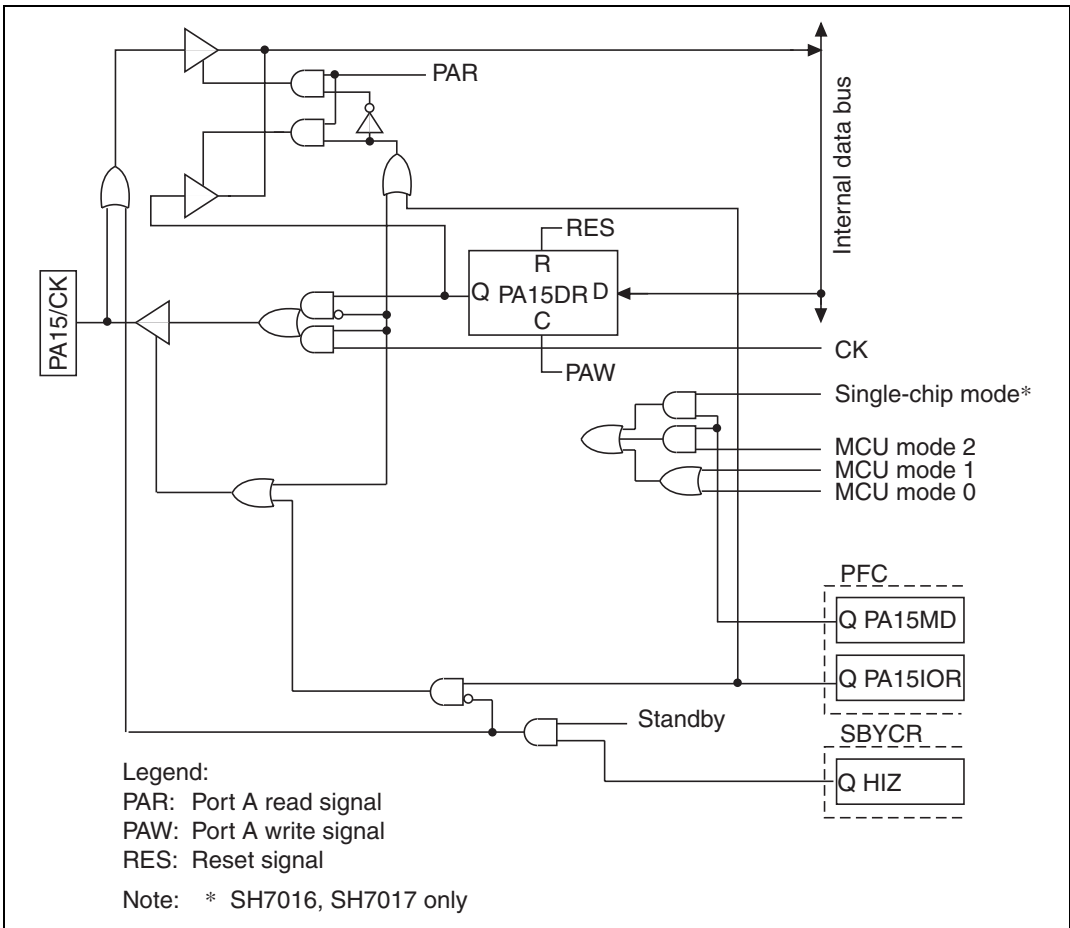 PAR
Internal data bus
RES
R
Q PA15DR D
C
PA15/CK
CK
PAW
Single-chip mode*
MCU mode 2
MCU mode 1
MCU mode 0
PFC
Q PA15MD
Q PA15IOR
Standby
SBYCR
Q HIZ
Legend:
PAR: Port A read signal
PAW: Port A write signal
RES: Reset signal
Note: * SH7016, SH7017 only